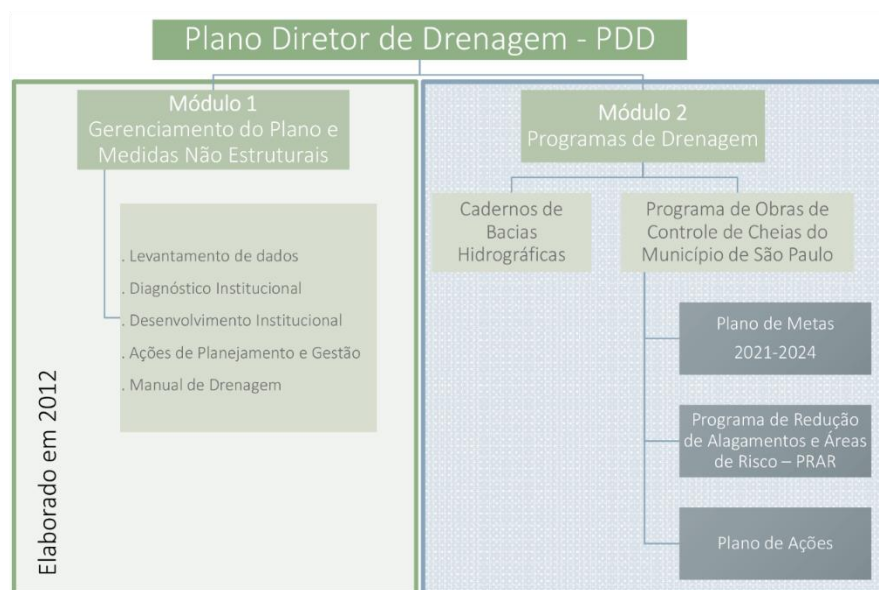 Plano Diretor de Drenagem - PDD
Módulo 1
Gerenciamento do Plano e
Medidas Não Estruturais
. Levantamento de dados
. Diagnóstico Institucional
. Desenvolvimento Institucional
. Ações de Planejamento e Gestão
. Manual de Drenagem
Elaborado em 2012
Módulo 2
Programas de Drenagem
Cadernos de
Bacias
Hidrográficas
Programa de Obras de
Controle de Cheias do
Município de São Paulo
Plano de Metas
2021-2024
Programa de Redução
de Alagamentos e Áreas
de Risco – PRAR
Plano de Ações